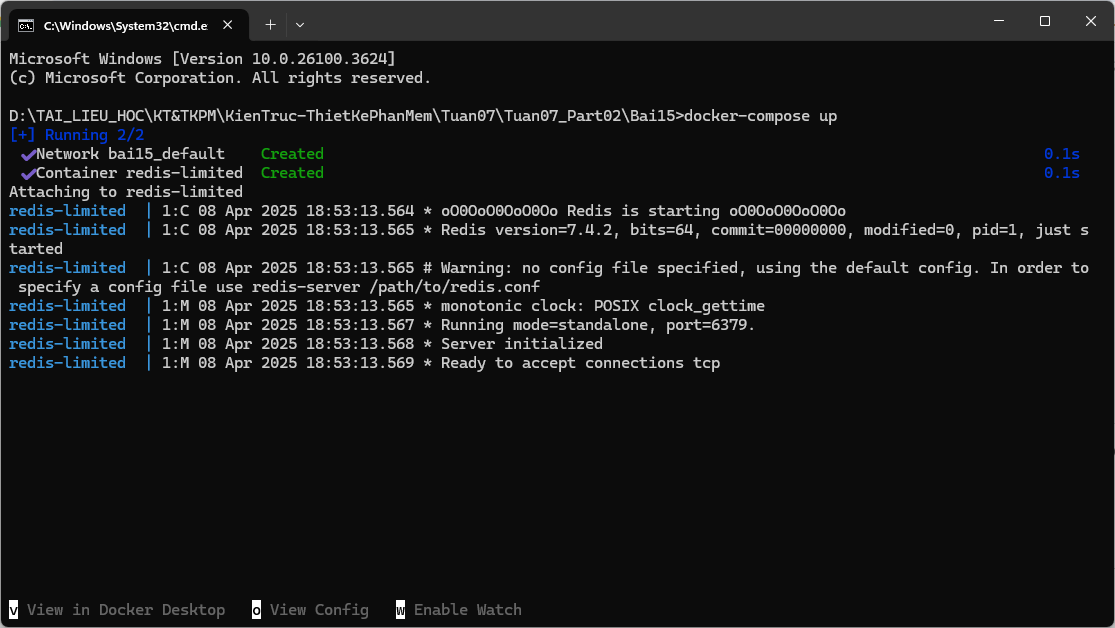 C:\Windows\System32\cmd.e
Microsoft Windows [Version 10.0.26100.3624]
(c) Microsoft Corporation. All rights reserved.
D:\TAI_LIEU_HOC\KT&TKPM\KienTruc-ThietKePhanMem\Tuan07\Tuan07_Part02\Bai15>docker-compose up
[+] Running 2/2
✔Network bai15_default    Created    0.1s
✔Container redis-limited  Created    0.1s
Attaching to redis-limited
redis-limited  | 1:C 08 Apr 2025 18:53:13.564 * oO0OoO0OoO0Oo Redis is starting oO0OoO0OoO0Oo
redis-limited  | 1:C 08 Apr 2025 18:53:13.565 * Redis version=7.4.2, bits=64, commit=00000000, modified=0, pid=1, just s
tarted
redis-limited  | 1:C 08 Apr 2025 18:53:13.565 # Warning: no config file specified, using the default config. In order to
specify a config file use redis-server /path/to/redis.conf
redis-limited  | 1:M 08 Apr 2025 18:53:13.565 * monotonic clock: POSIX clock_gettime
redis-limited  | 1:M 08 Apr 2025 18:53:13.567 * Running mode=standalone, port=6379.
redis-limited  | 1:M 08 Apr 2025 18:53:13.568 * Server initialized
redis-limited  | 1:M 08 Apr 2025 18:53:13.569 * Ready to accept connections tcp
v View in Docker Desktop   o View Config   w Enable Watch